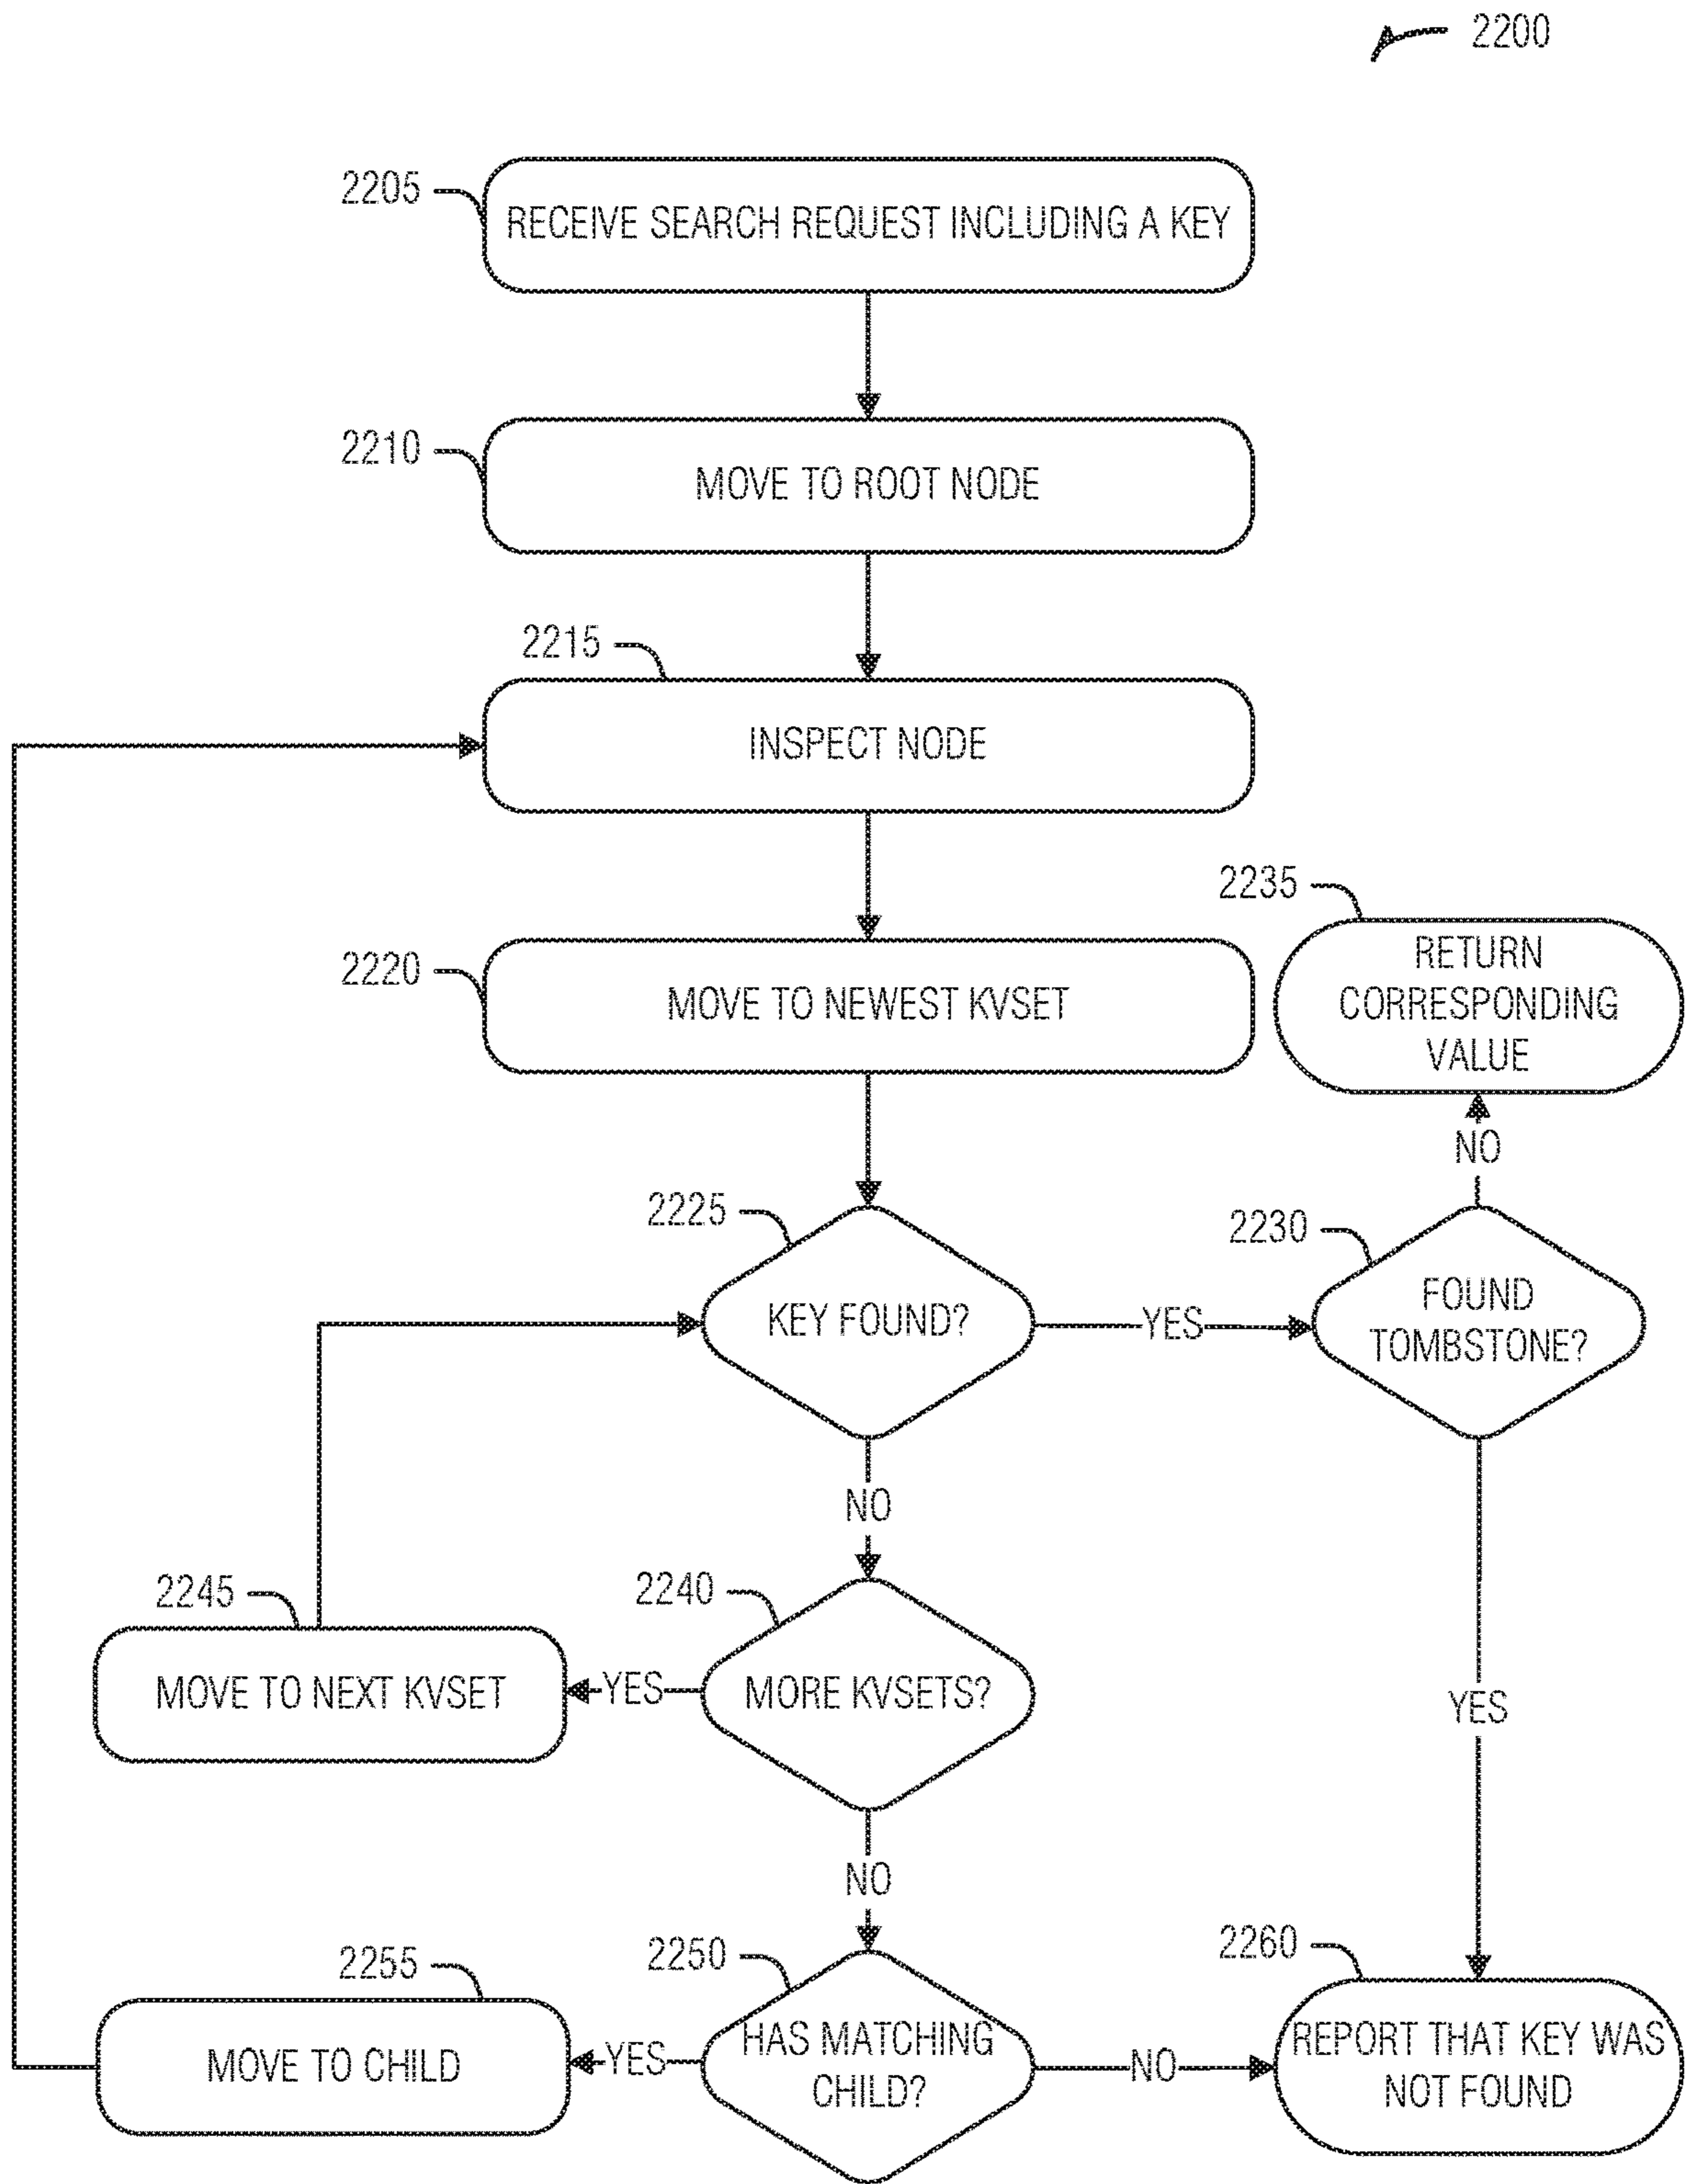 2200
2205
RECEIVE SEARCH REQUEST INCLUDING A KEY
2210
MOVE TO ROOT NODE
2215
INSPECT NODE
2220
MOVE TO NEWEST KVSET
2235
RETURN
CORRESPONDING
VALUE
NO
2225
KEY FOUND?
YES
2230
FOUND
TOMBSTONE?
NO
2245
MOVE TO NEXT KVSET
YES
2240
MORE KVSETS?
YES
NO
2255
MOVE TO CHILD
YES
2250
HAS MATCHING
CHILD?
NO
2260
REPORT THAT KEY WAS
NOT FOUND